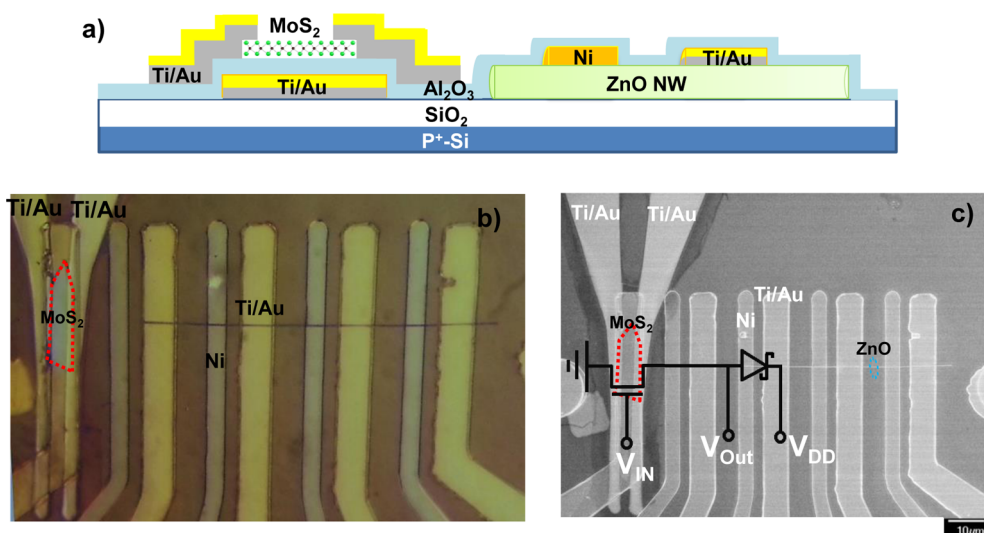 a)
MoS2
Ti/Au
Ti/Au
Al2O3
Ni
Ti/Au
ZnO NW
SiO2
P+-Si
b)
Ti/Au
Ti/Au
MoS2
Ti/Au
Ni
c)
Ti/Au
Ti/Au
Ti/Au
MoS2
Ni
ZnO
VIN
VOut
VDD
10μm